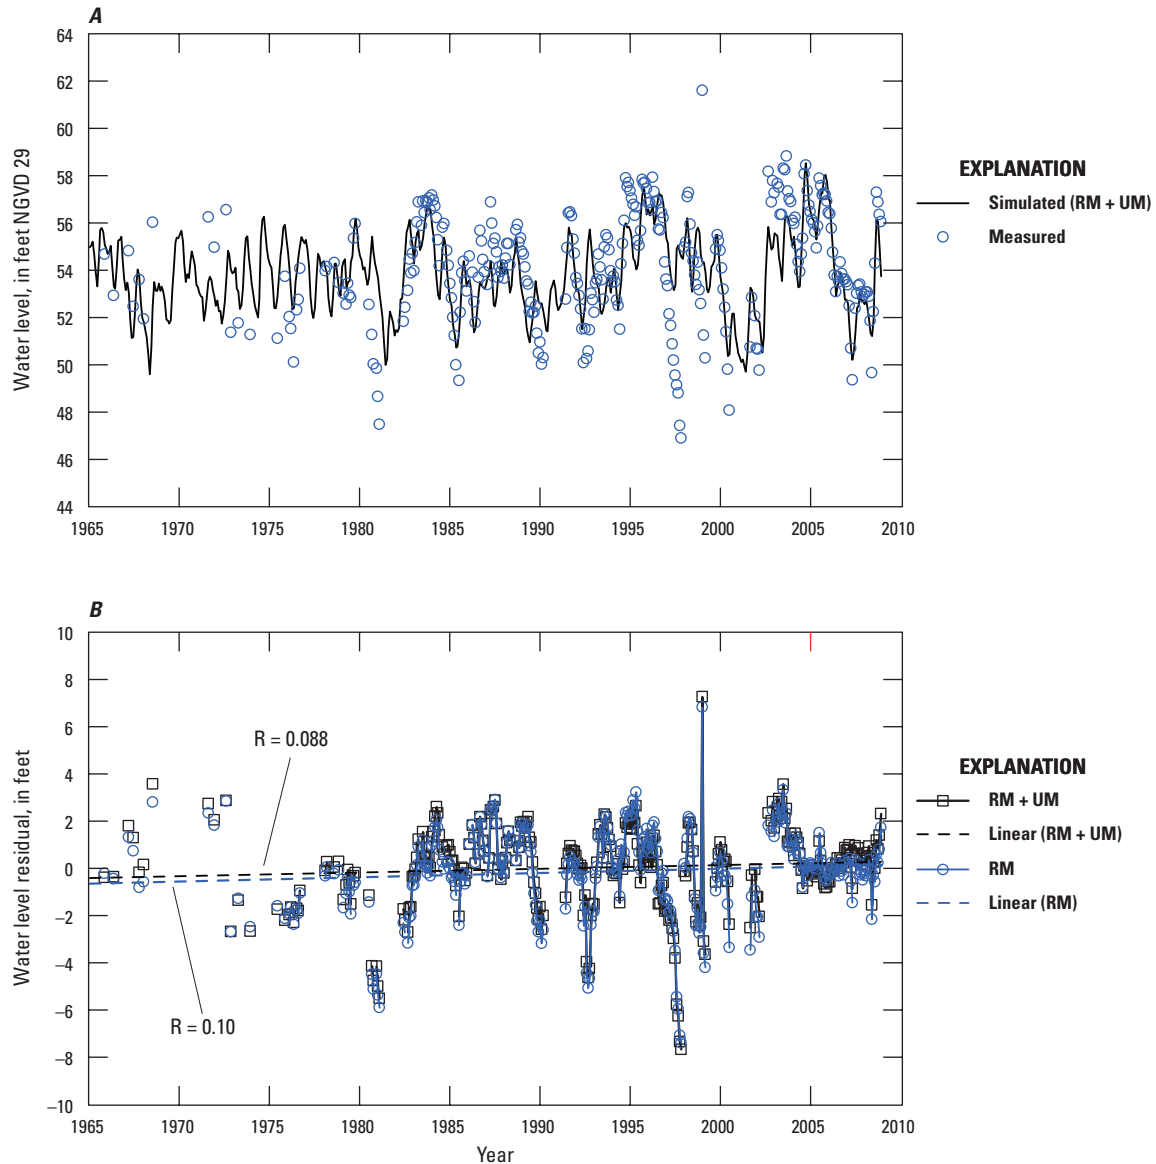 A
Water level, in feet NGVD 29
64
62
60
58
56
54
52
50
48
46
44
1965 1970 1975 1980 1985 1990 1995 2000 2005 2010
EXPLANATION
Simulated (RM + UM)
Measured
B
Water level residual, in feet
10
8
6
4
2
0
−2
−4
−6
−8
−10
R = 0.088
R = 0.10
1965 1970 1975 1980 1985 1990 1995 2000 2005 2010
Year
EXPLANATION
RM + UM
Linear (RM + UM)
RM
Linear (RM)